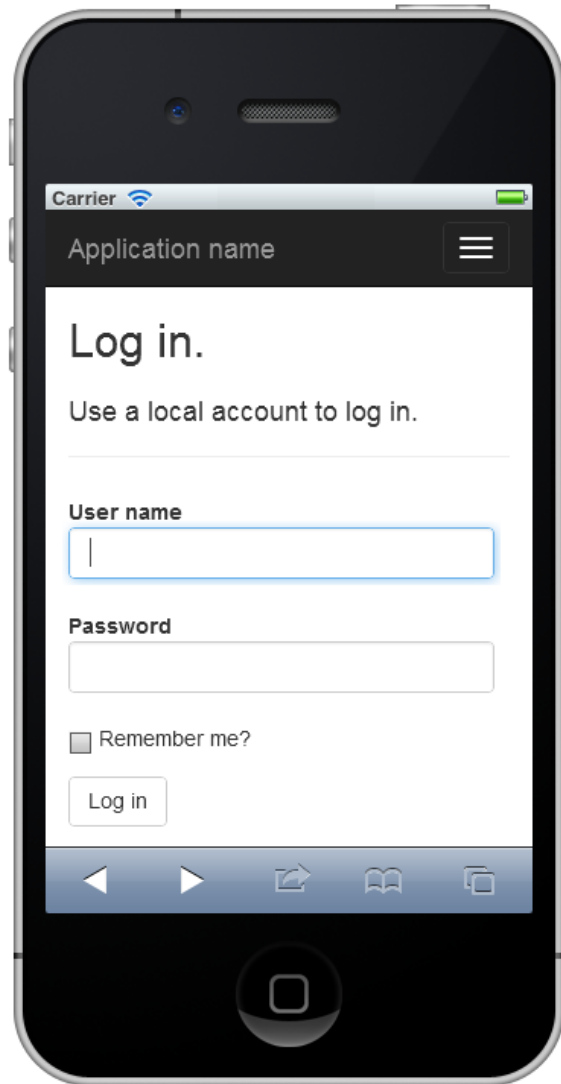 Carrier
Application name
Log in.
Use a local account to log in.
User name
Password
Remember me?
Log in